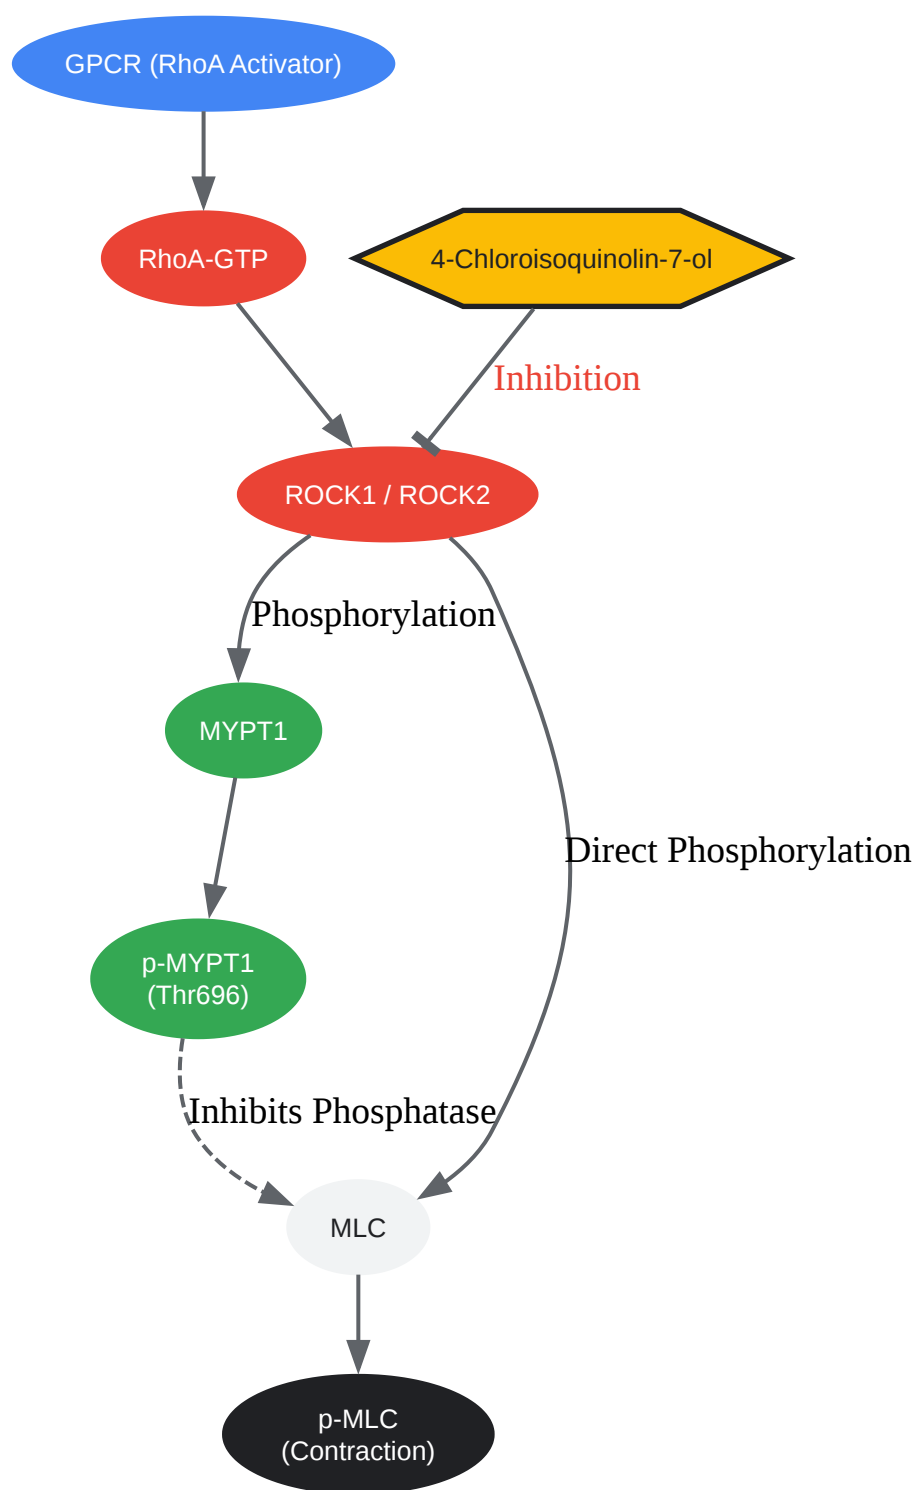 GPCR (RhoA Activator)
RhoA-GTP
4-Chloroisoquinolin-7-ol
Inhibition
ROCK1 / ROCK2
Phosphorylation
MYPT1
Direct Phosphorylation
p-MYPT1
(Thr696)
Inhibits Phosphatase
MLC
p-MLC
(Contraction)